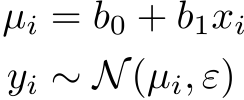 μᵢ = b₀ + b₁xᵢ
yᵢ ∼ 𝒩(μᵢ, ε)